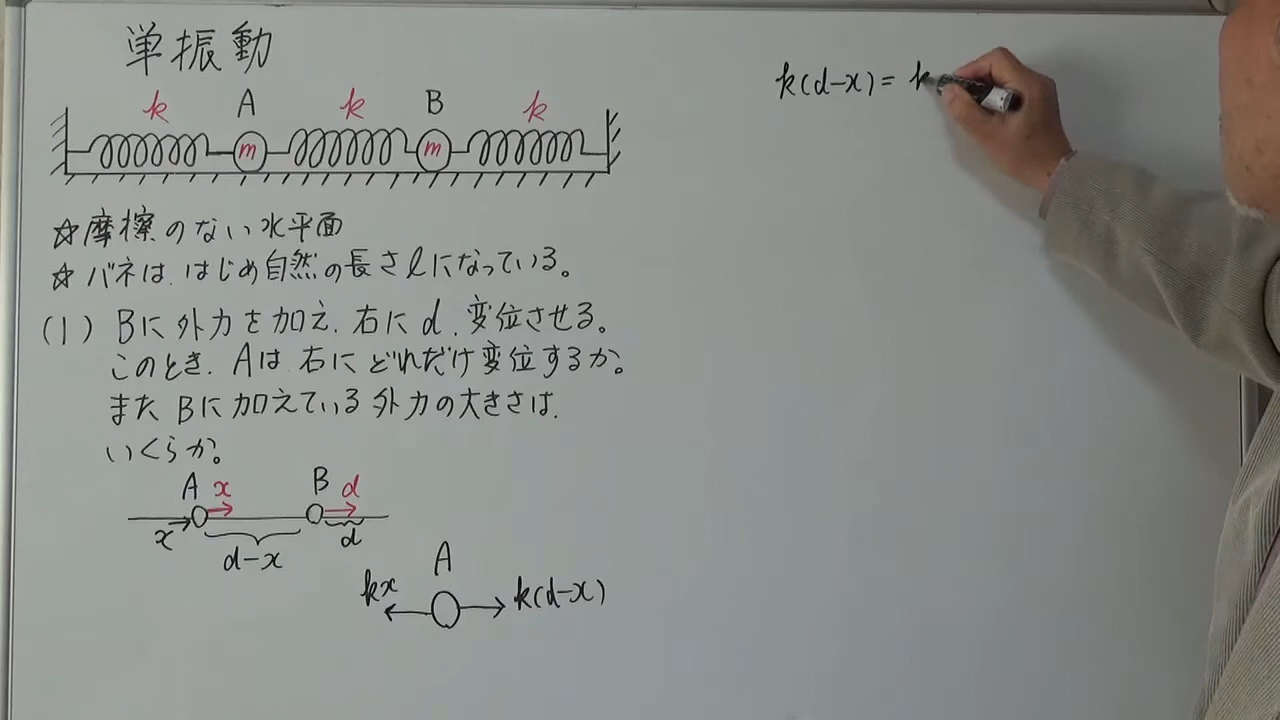 単振動
k A k B k
m m
☆摩擦のない水平面
☆バネは、はじめ自然の長さlになっている。
(1) Bに外力を加え、右にd、変位させる。
このとき、Aは右にどれだけ変位するか。
またBに加えている外力の大きさは、
いくらか。
A x B d
x d-x d
A
kx k(d-x)
k(d-x)= k